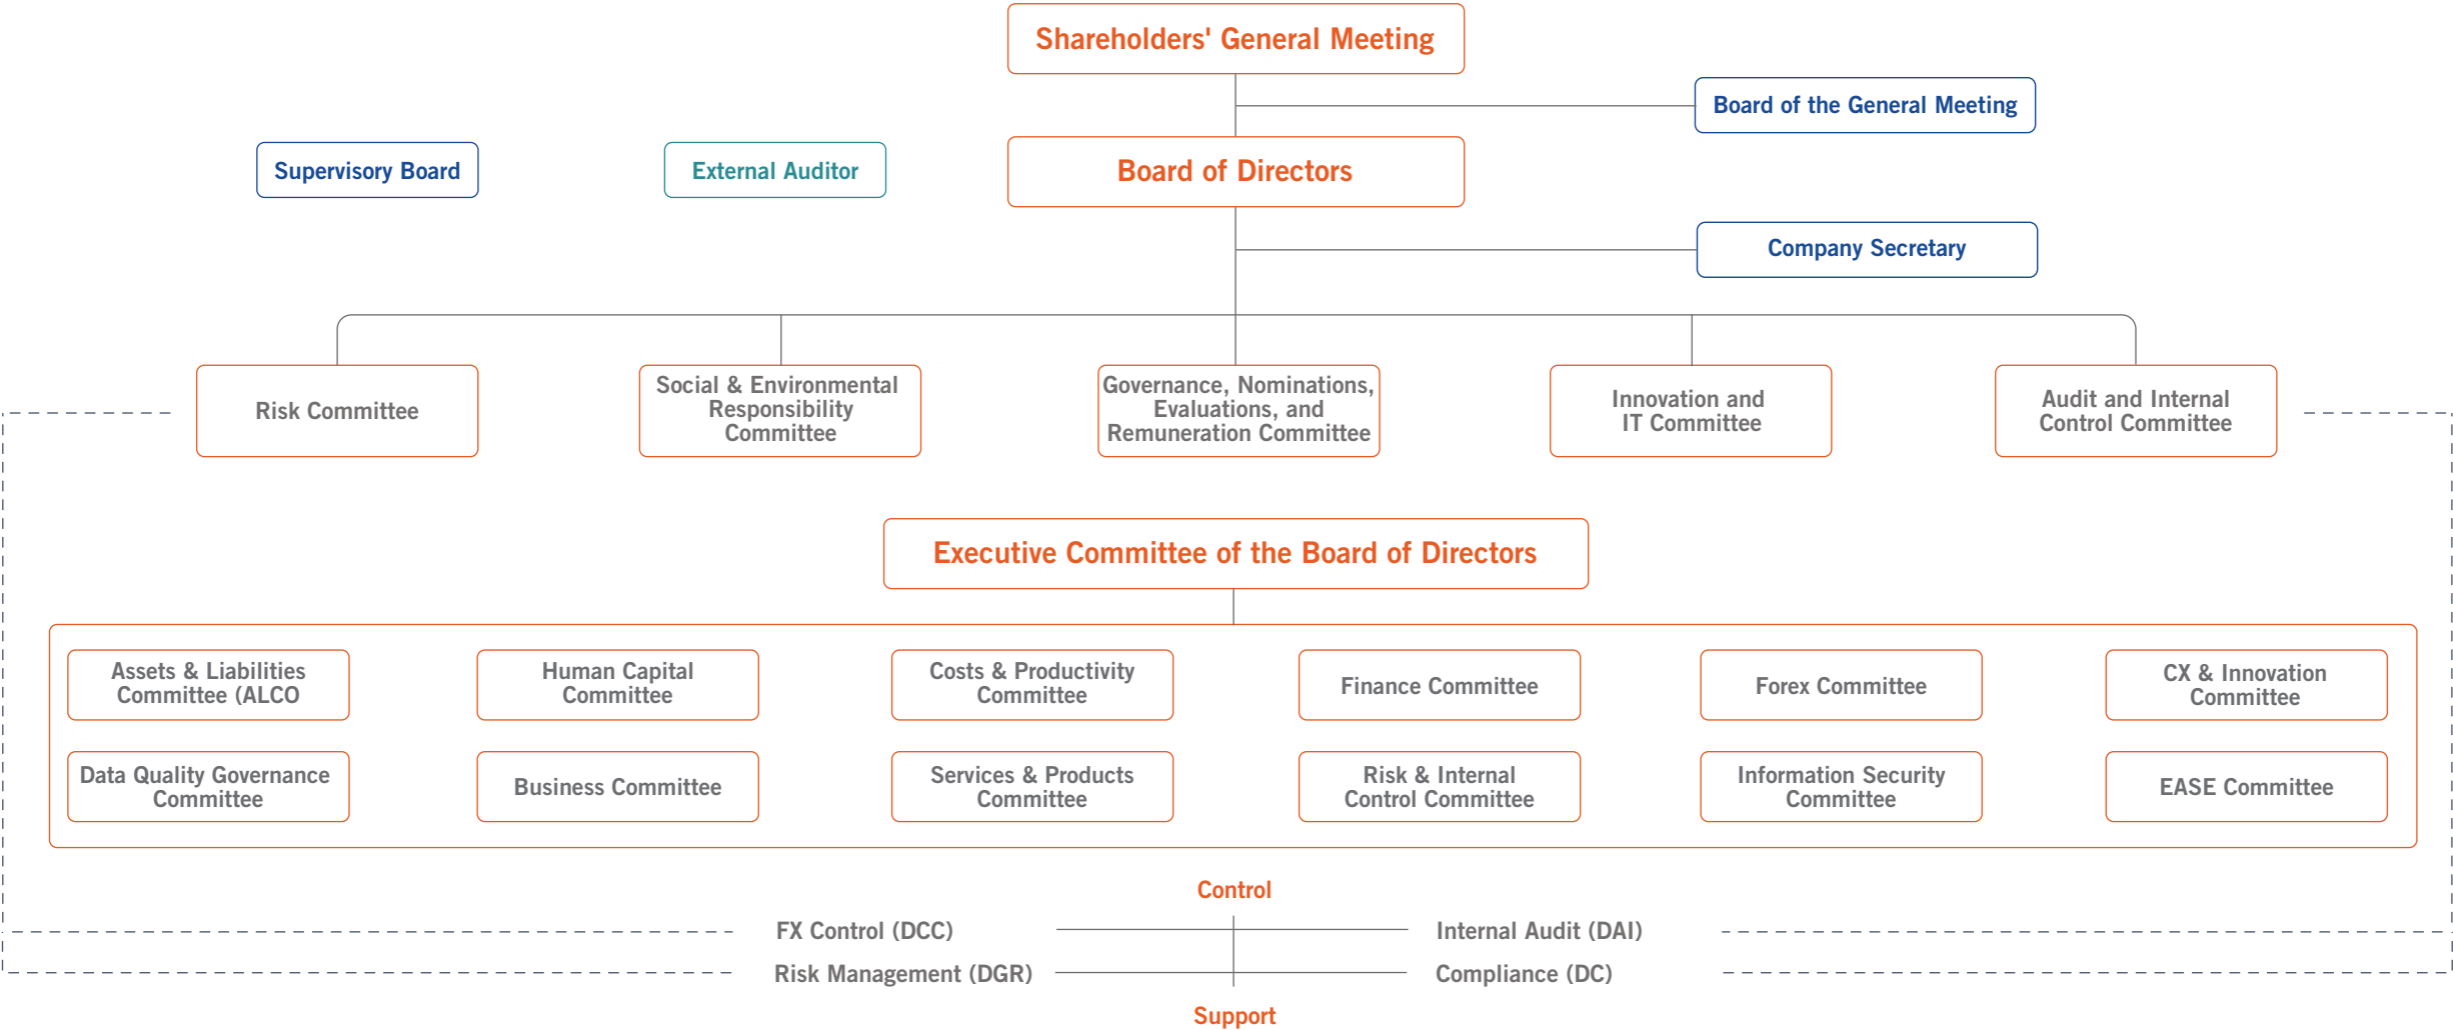 Shareholders' General Meeting
Board of the General Meeting
Supervisory Board
External Auditor
Board of Directors
Company Secretary
Risk Committee
Social & Environmental
Responsibility
Committee
Governance, Nominations,
Evaluations, and
Remuneration Committee
Innovation and
IT Committee
Audit and Internal
Control Committee
Executive Committee of the Board of Directors
Assets & Liabilities
Committee (ALCO
Human Capital
Committee
Costs & Productivity
Committee
Finance Committee
Forex Committee
CX & Innovation
Committee
Data Quality Governance
Committee
Business Committee
Services & Products
Committee
Risk & Internal
Control Committee
Information Security
Committee
EASE Committee
Control
FX Control (DCC)
Internal Audit (DAI)
Risk Management (DGR)
Compliance (DC)
Support